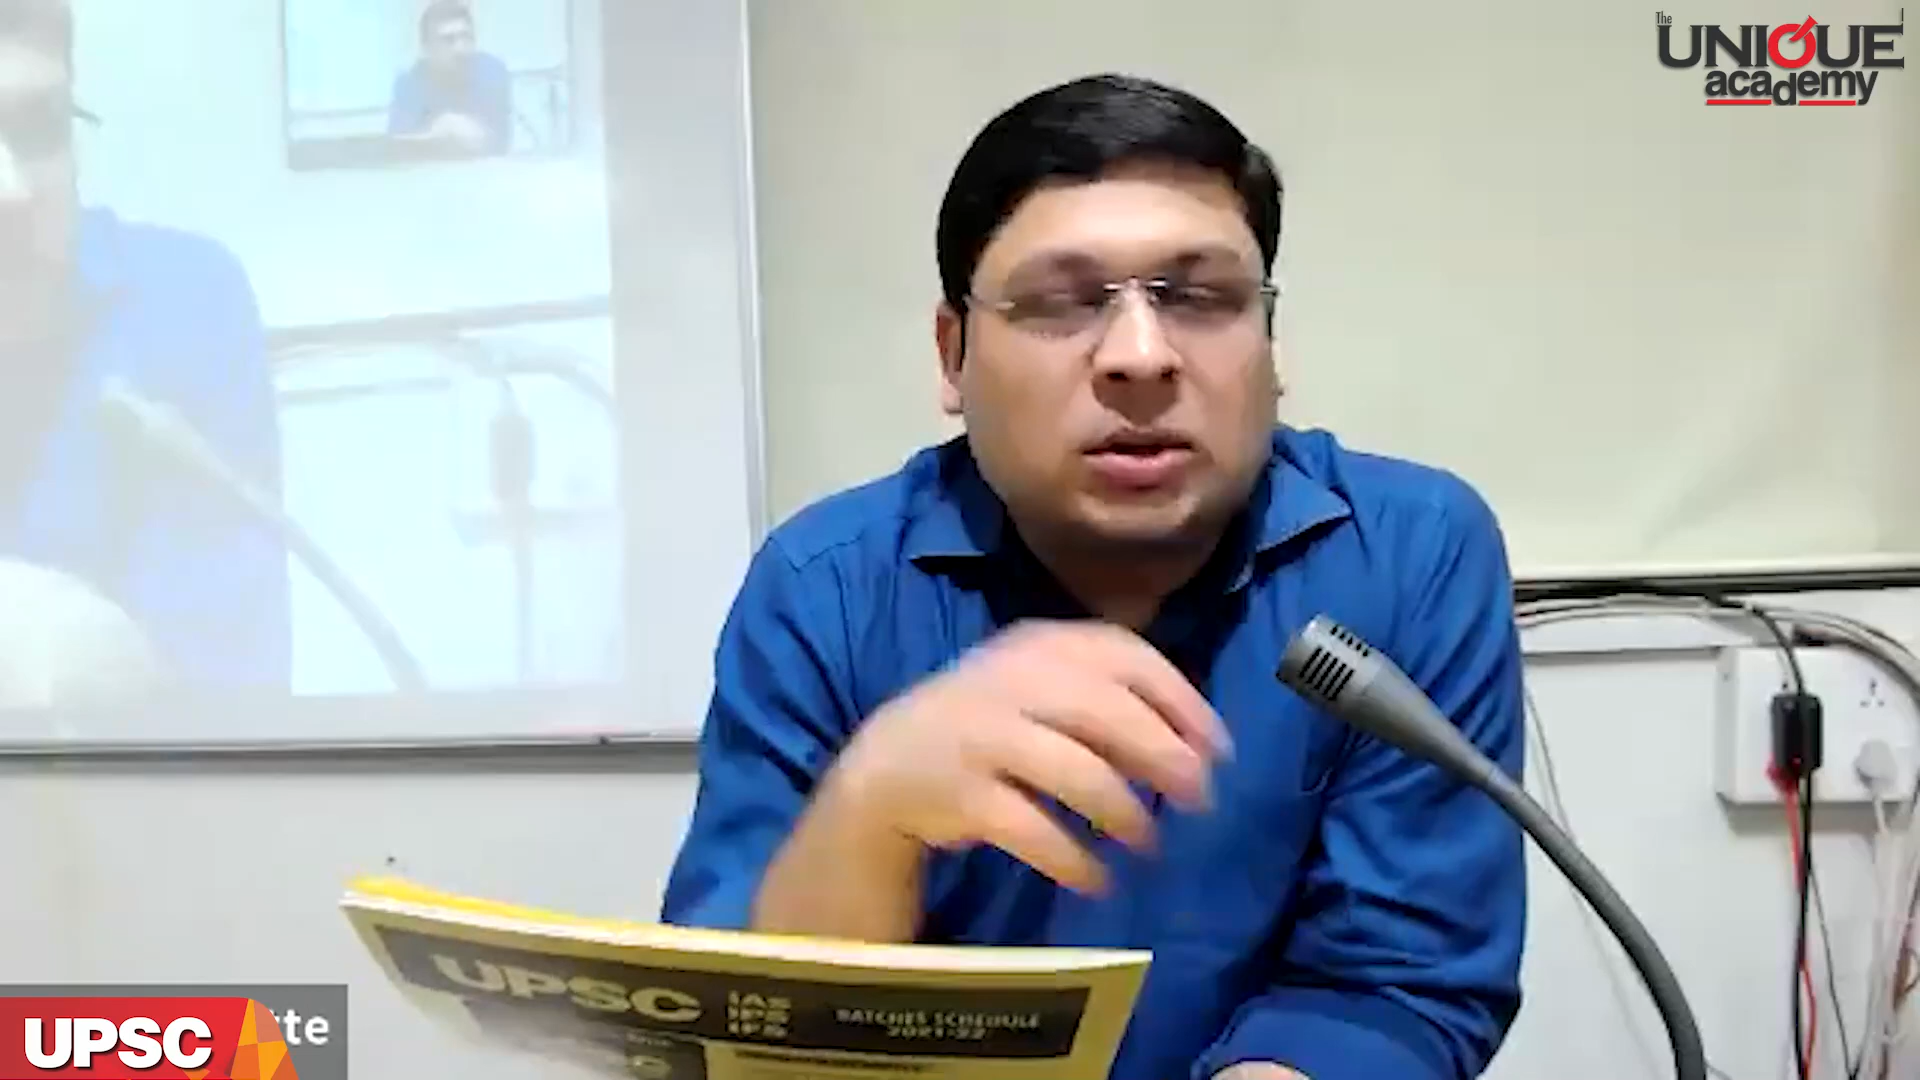 The
UNIQUE
academy
UPSC
IAS
IPS
IFS
BATCHES SCHEDULE
2021-22
UPSC